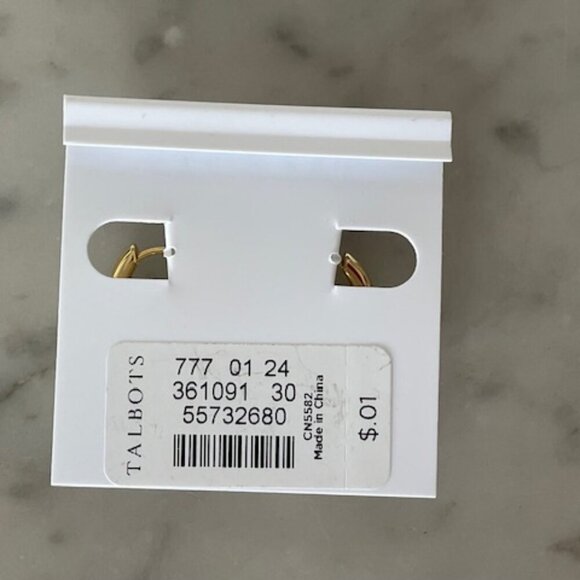 TALBOTS
777 01 24
361091 30
55732680
CN5582
Made in China
$.01